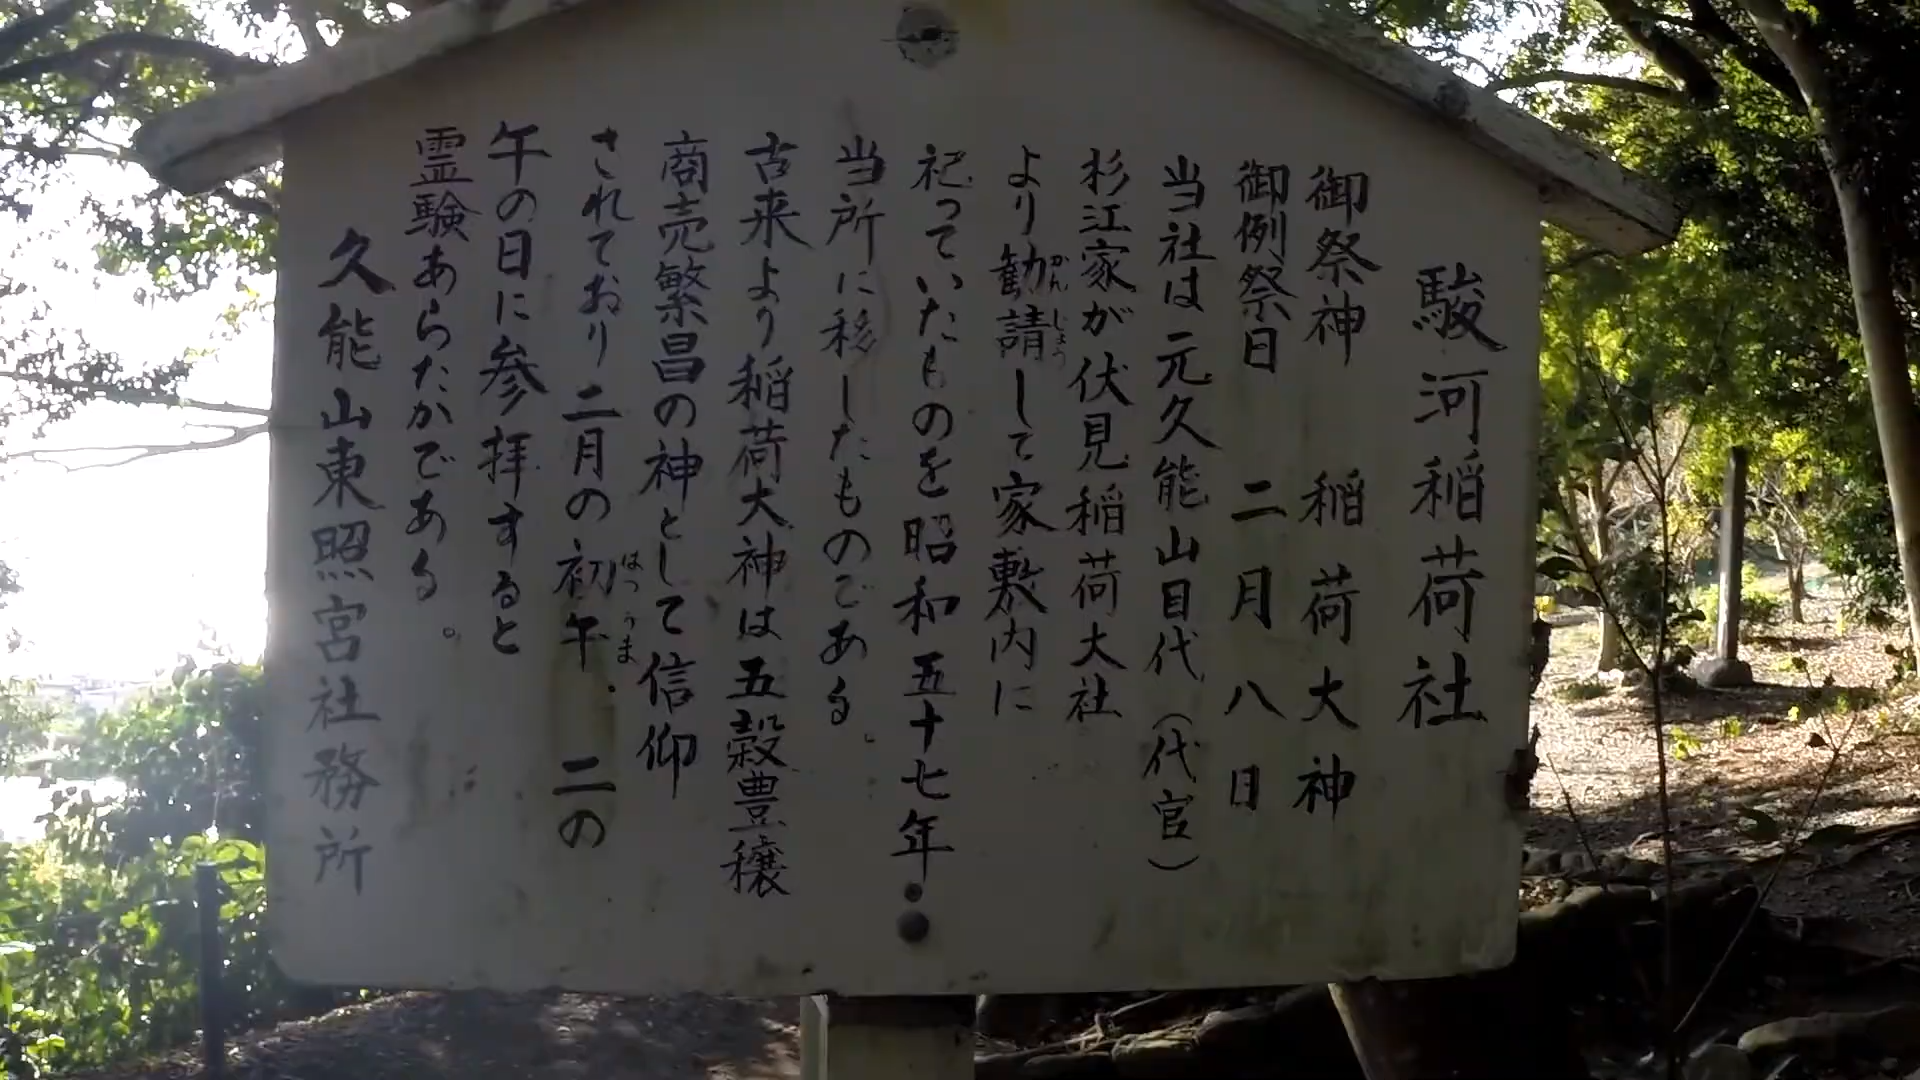 駿河稲荷社
御祭神 稲荷大神
御例祭日 二月八日
当社は元久能山目代（代官）
杉江家が伏見稲荷大社
より勧請して家敷内に
かんじょう
祀っていたものを昭和五十七年
当所に移したものである。
古来より稲荷大神は五穀豊穣
商売繁昌の神として信仰
されており二月の初午、二の
はつうま
午の日に参拝すると
霊験あらたかである。
久能山東照宮社務所